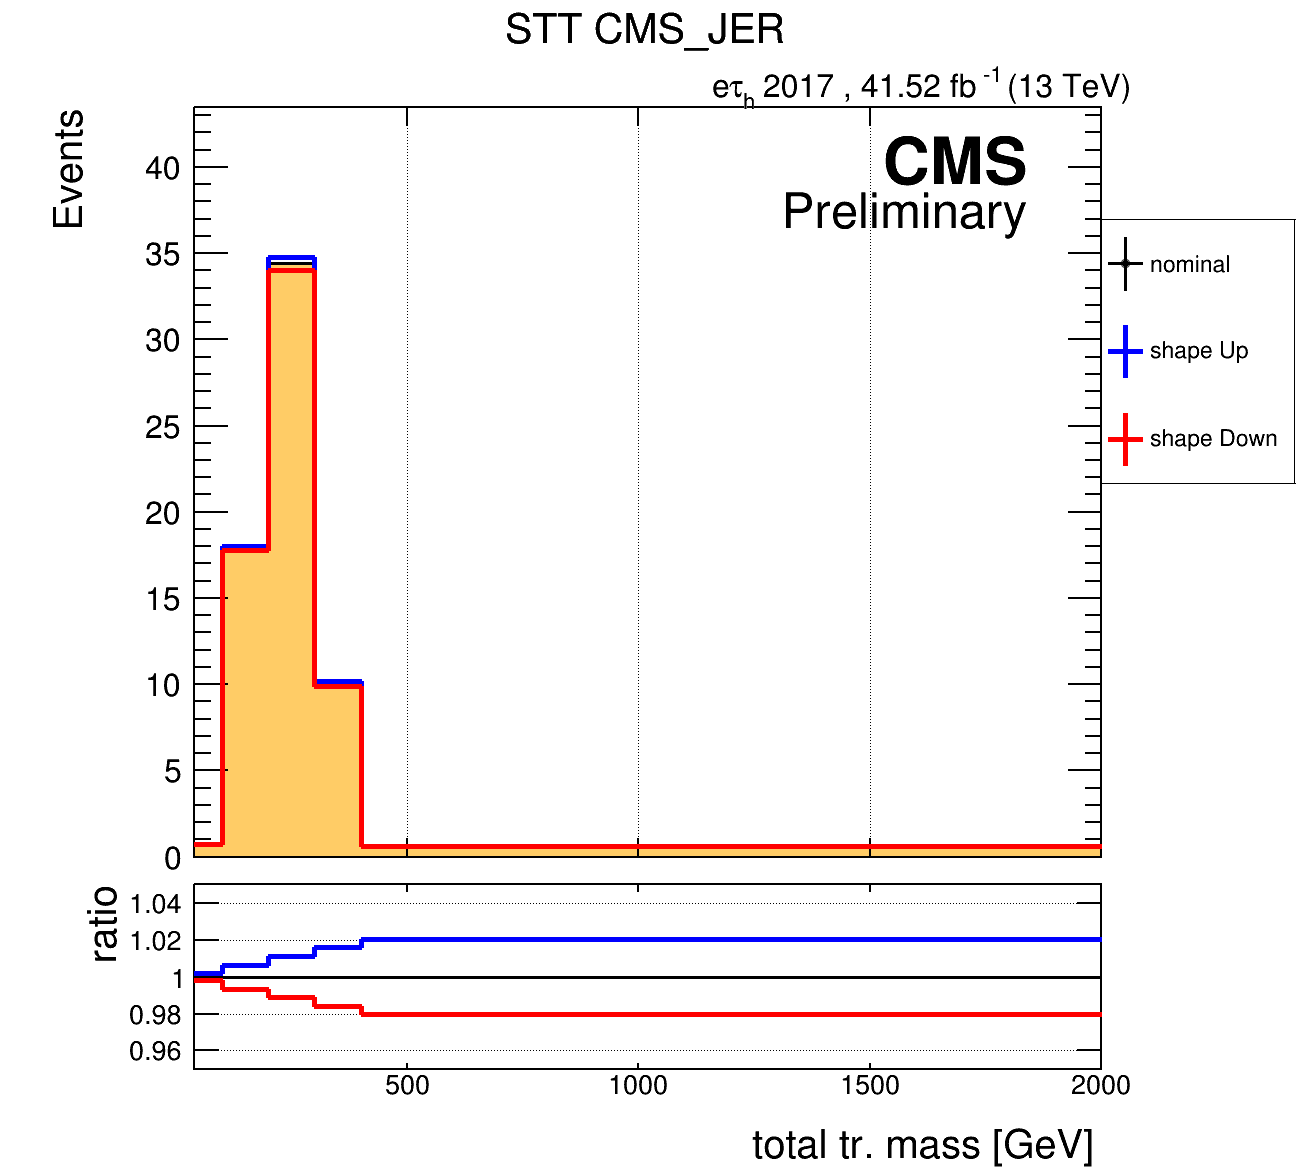 STT CMS_JER
eτh 2017 , 41.52 fb -1 (13 TeV)
Events
CMS
Preliminary
40
35
30
25
20
15
10
5
0
nominal
shape Up
shape Down
ratio
1.04
1.02
1
0.98
0.96
500 1000 1500 2000
total tr. mass [GeV]